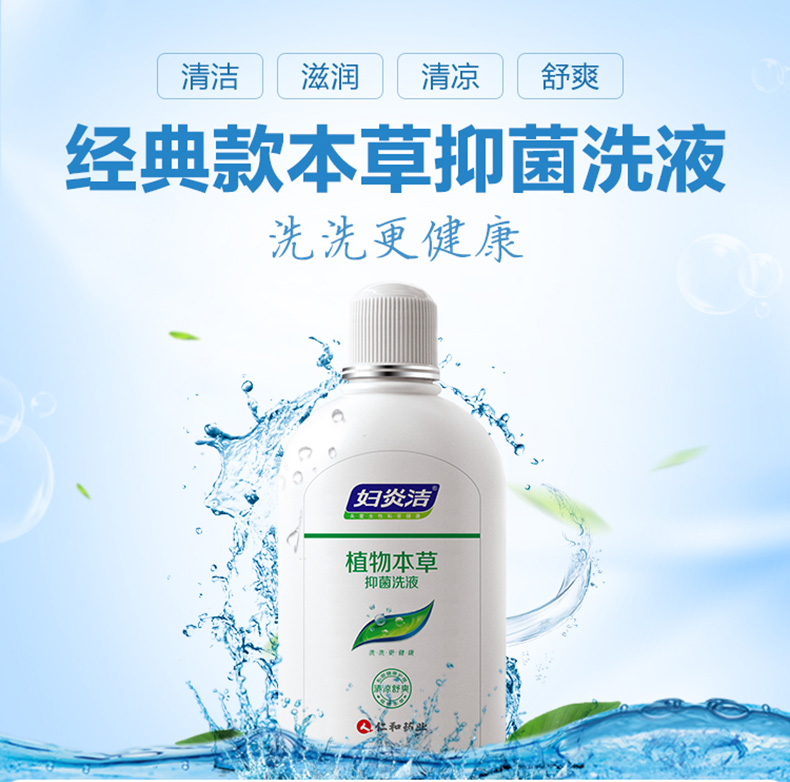 清洁 滋润 清凉 舒爽
经典款本草抑菌洗液
洗洗更健康
妇炎洁®
植物本草
抑菌洗液
洗·洗·更·健·康
清凉舒爽
仁和药业